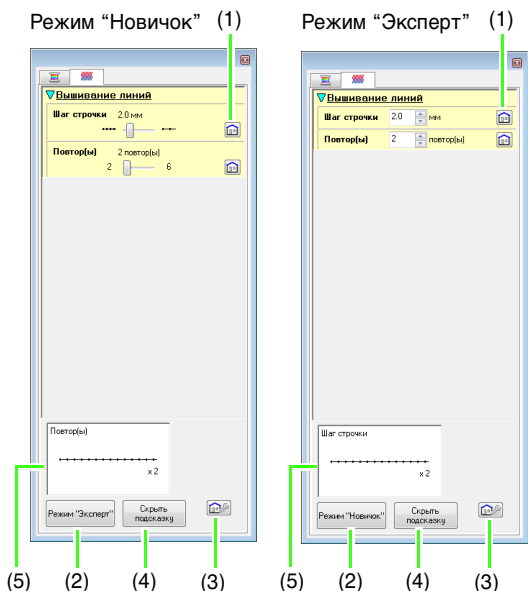 Режим “Новичок” (1)
Вышивание линий
Шаг строчки 2.0 мм
Повтор(ы) 2 повтор(ы)
2 6
Повтор(ы)
x 2
Режим "Эксперт"
Скрыть
подсказку
(5) (2) (4) (3)
Режим “Эксперт” (1)
Вышивание линий
Шаг строчки 2.0 мм
Повтор(ы) 2 повтор(ы)
Шаг строчки
x 2
Режим "Новичок"
Скрыть
подсказку
(5) (2) (4) (3)